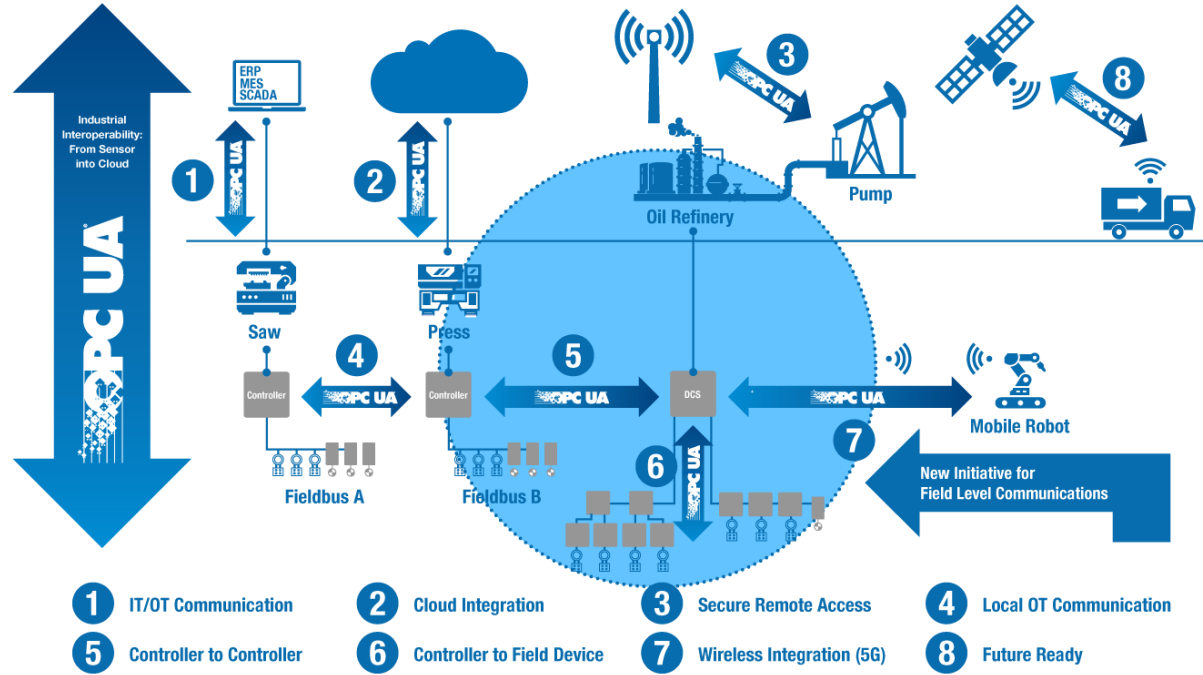 ERP
MES
SCADA
Industrial
Interoperability:
From Sensor
into Cloud
OPC UA
1
OPC UA
2
OPC UA
3
OPC UA
8
OPC UA
Oil Refinery
Pump
Saw
Press
4
5
Controller
OPC UA
Controller
OPC UA
DCS
OPC UA
Mobile Robot
6
OPC UA
7
New Initiative for
Field Level Communications
Fieldbus A
Fieldbus B
1 IT/OT Communication
2 Cloud Integration
3 Secure Remote Access
4 Local OT Communication
5 Controller to Controller
6 Controller to Field Device
7 Wireless Integration (5G)
8 Future Ready